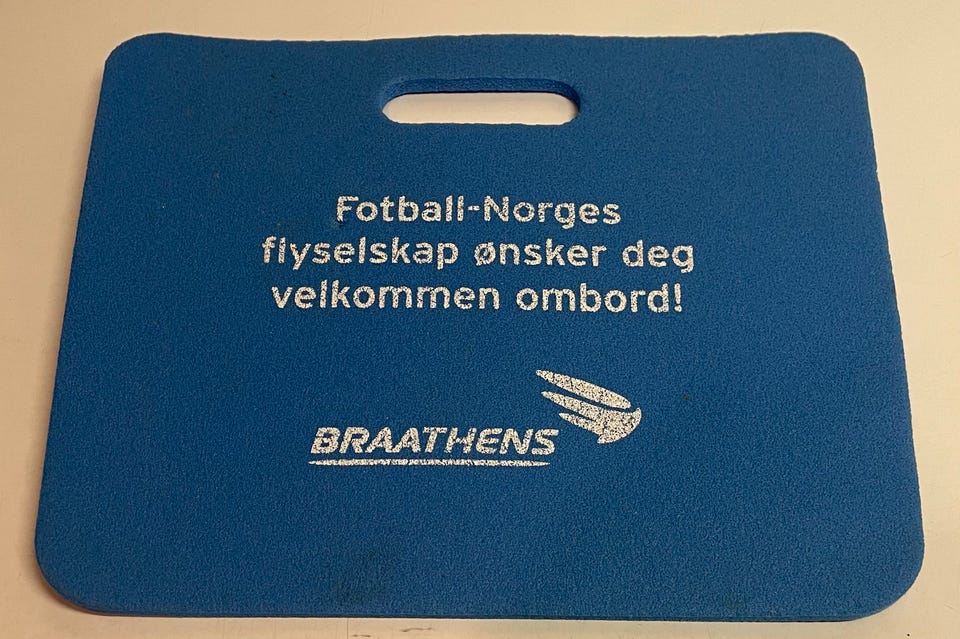 Fotball-Norges
flyselskap ønsker deg
velkommen ombord!
BRAATHENS